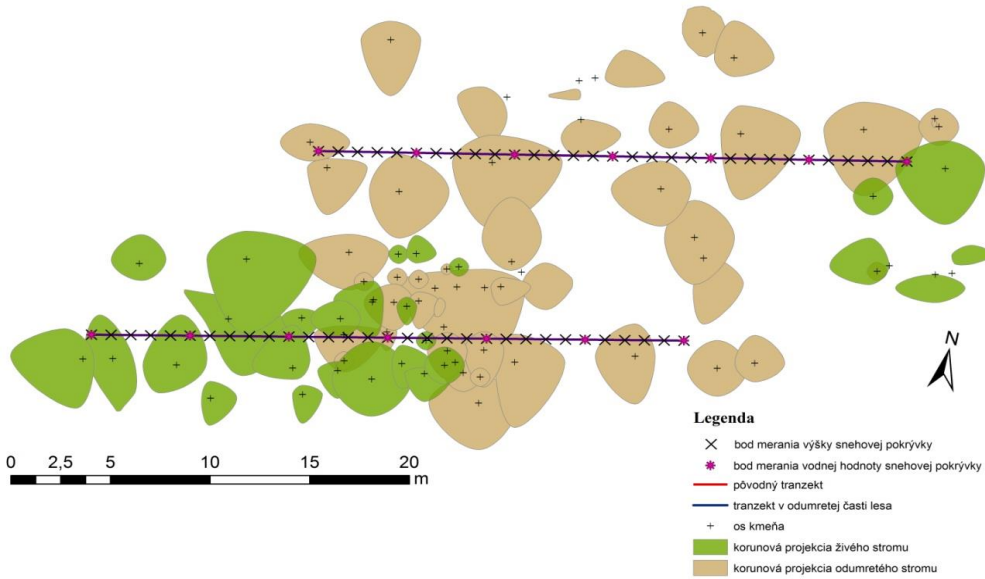 N
0 2,5 5 10 15 20
m
Legenda
bod merania výšky snehovej pokrývky
bod merania vodnej hodnoty snehovej pokrývky
pôvodný tranzekt
tranzekt v odumretej časti lesa
os kmeňa
korunová projekcia živého stromu
korunová projekcia odumretého stromu